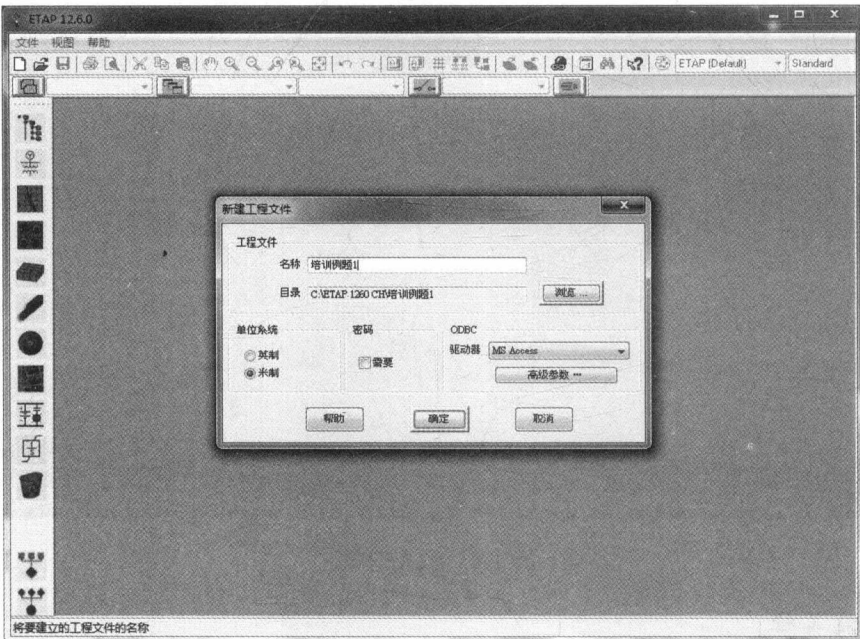 ETAP 12.6.0
文件 视图 帮助
ETAP (Default) Standard
新建工程文件
工程文件
名称 培训例题1
目录 C:\ETAP 1260 CH\培训例题1 浏览 ...
单位系统 密码 ODBC
英制 需要 驱动器 MS Access
米制 高级参数 ...
帮助 确定 取消
将要建立的工程文件的名称